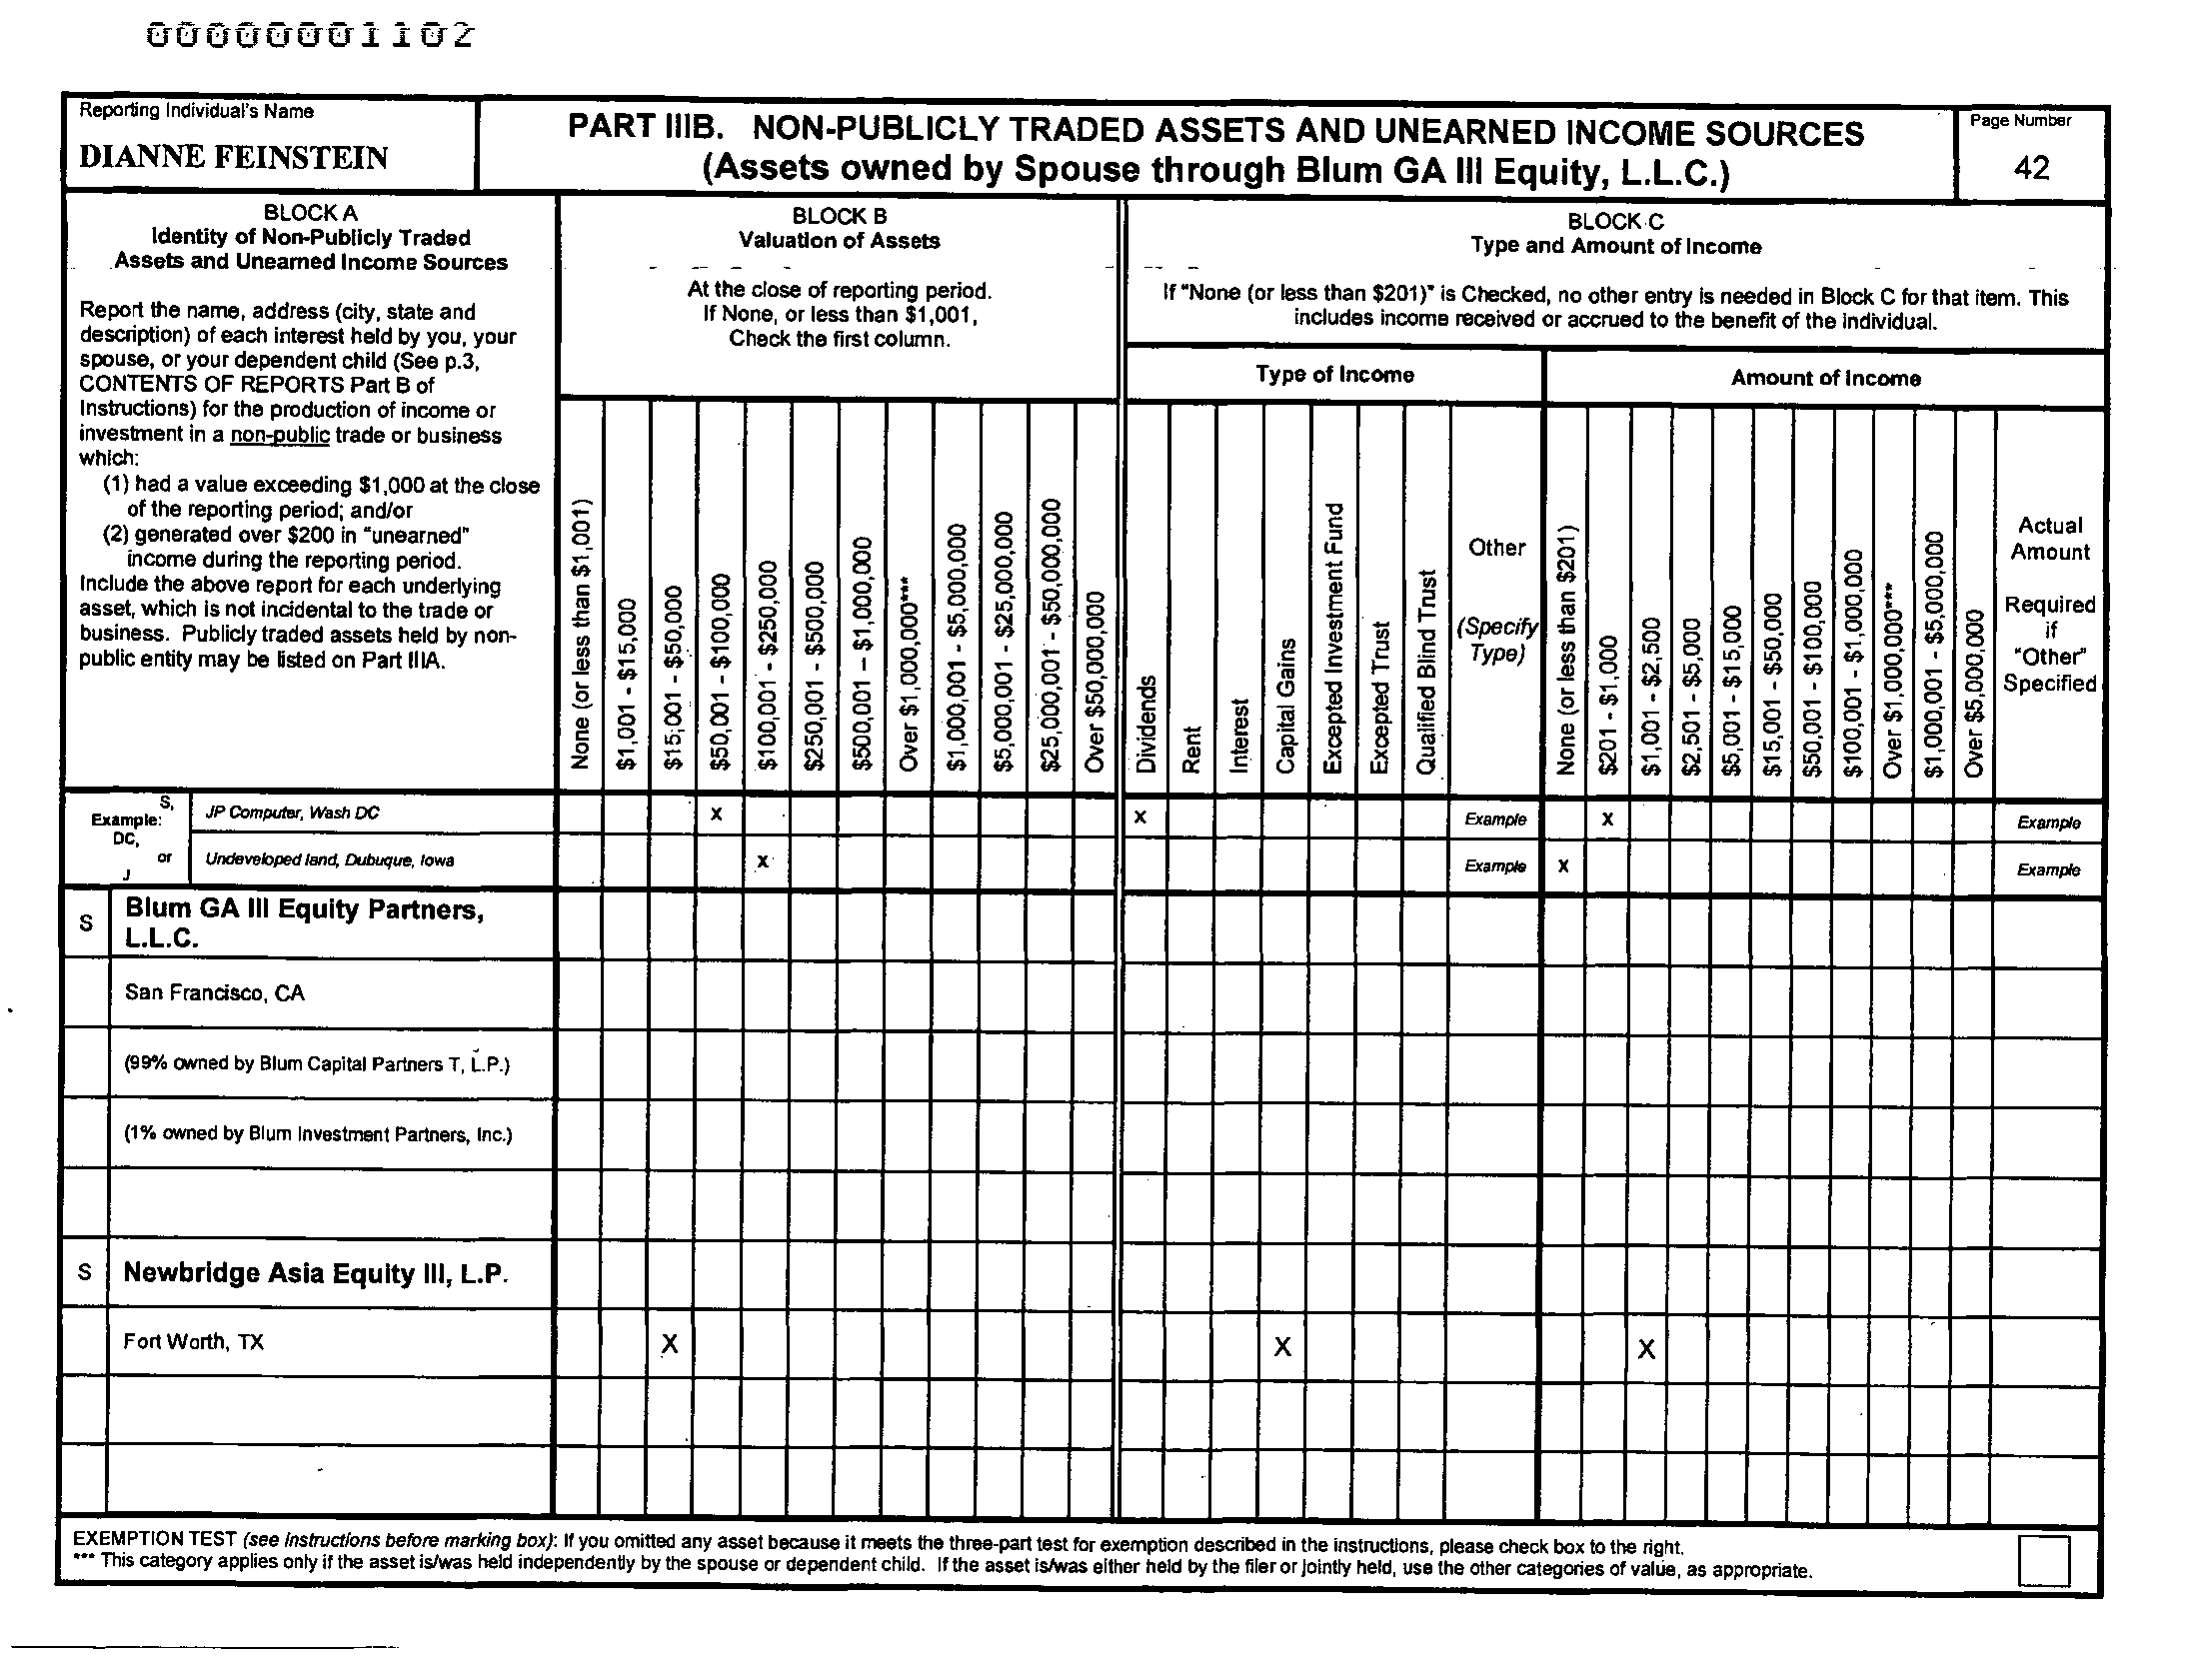 00000001102
Reporting Individual's Name
DIANNE FEINSTEIN
PART IIIB. NON-PUBLICLY TRADED ASSETS AND UNEARNED INCOME SOURCES
(Assets owned by Spouse through Blum GA III Equity, L.L.C.)
Page Number
42
BLOCK A
Identity of Non-Publicly Traded
Assets and Unearned Income Sources
Report the name, address (city, state and
description) of each interest held by you, your
spouse, or your dependent child (See p.3,
CONTENTS OF REPORTS Part B of
Instructions) for the production of income or
investment in a non-public trade or business
which:
(1) had a value exceeding $1,000 at the close
of the reporting period; and/or
(2) generated over $200 in "unearned"
income during the reporting period.
Include the above report for each underlying
asset, which is not incidental to the trade or
business. Publicly traded assets held by non-
public entity may be listed on Part IIIA.
BLOCK B
Valuation of Assets
At the close of reporting period.
If None, or less than $1,001,
Check the first column.
None (or less than $1,001)
$1,001 - $15,000
$15,001 - $50,000
$50,001 - $100,000
$100,001 - $250,000
$250,001 - $500,000
$500,001 – $1,000,000
Over $1,000,000***
$1,000,001 - $5,000,000
$5,000,001 - $25,000,000
$25,000,001 - $50,000,000
Over $50,000,000
BLOCK C
Type and Amount of Income
If "None (or less than $201)" is Checked, no other entry is needed in Block C for that item. This
includes income received or accrued to the benefit of the individual.
Type of Income
Dividends
Rent
Interest
Capital Gains
Excepted Investment Fund
Excepted Trust
Qualified Blind Trust
Other
(Specify
Type)
Amount of Income
None (or less than $201)
$201 - $1,000
$1,001 - $2,500
$2,501 - $5,000
$5,001 - $15,000
$15,001 - $50,000
$50,001 - $100,000
$100,001 - $1,000,000
Over $1,000,000***
$1,000,001 - $5,000,000
Over $5,000,000
Actual
Amount
Required
if
"Other"
Specified
Example:
S,
DC,
or
J
JP Computer, Wash DC X X Example X Example
Undeveloped land, Dubuque, Iowa X Example X Example
S Blum GA III Equity Partners,
L.L.C.
San Francisco, CA
(99% owned by Blum Capital Partners T, L.P.)
(1% owned by Blum Investment Partners, Inc.)
S Newbridge Asia Equity III, L.P.
Fort Worth, TX X X X
EXEMPTION TEST (see instructions before marking box): If you omitted any asset because it meets the three-part test for exemption described in the instructions, please check box to the right.
*** This category applies only if the asset is/was held independently by the spouse or dependent child. If the asset is/was either held by the filer or jointly held, use the other categories of value, as appropriate.